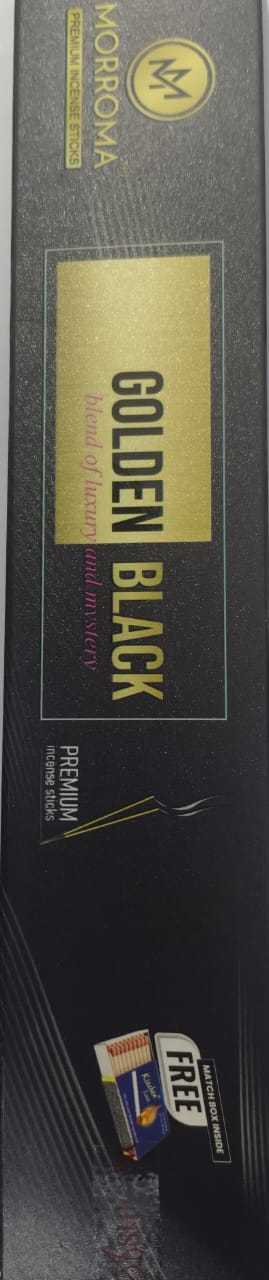 MORROMA
PREMIUM INCENSE STICKS
GOLDEN BLACK
blend of luxury and mystery
PREMIUM
incense sticks
MATCH BOX INSIDE
FREE